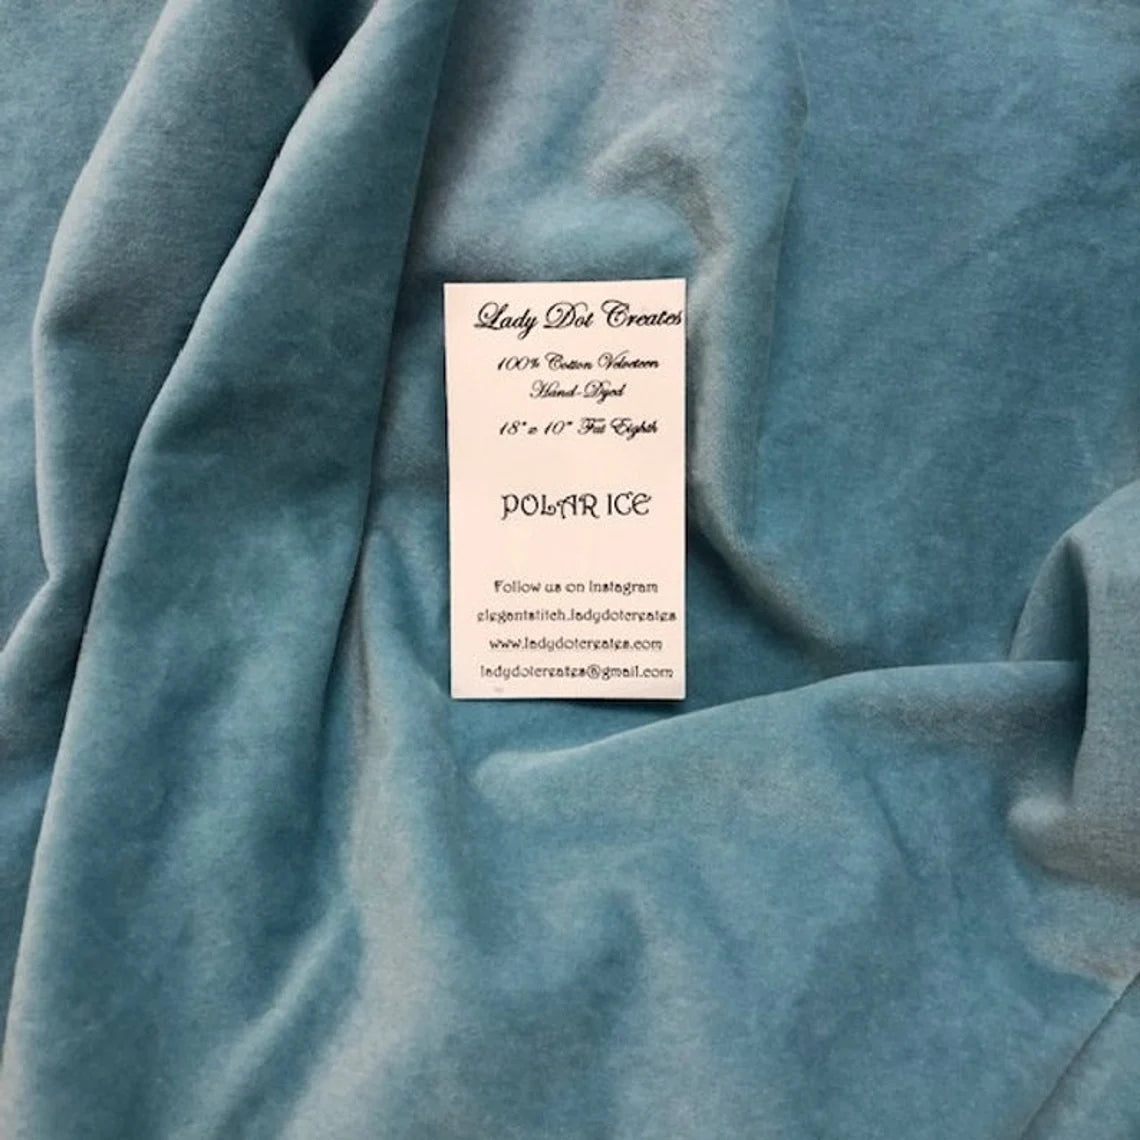 Lady Dot Creates
100% Cotton Velveteen
Hand-Dyed
18" x 10" Fat Eighth
POLAR ICE
Follow us on Instagram
elegantstitch.ladydotcreates
www.ladydotcreates.com
ladydotcreates@gmail.com